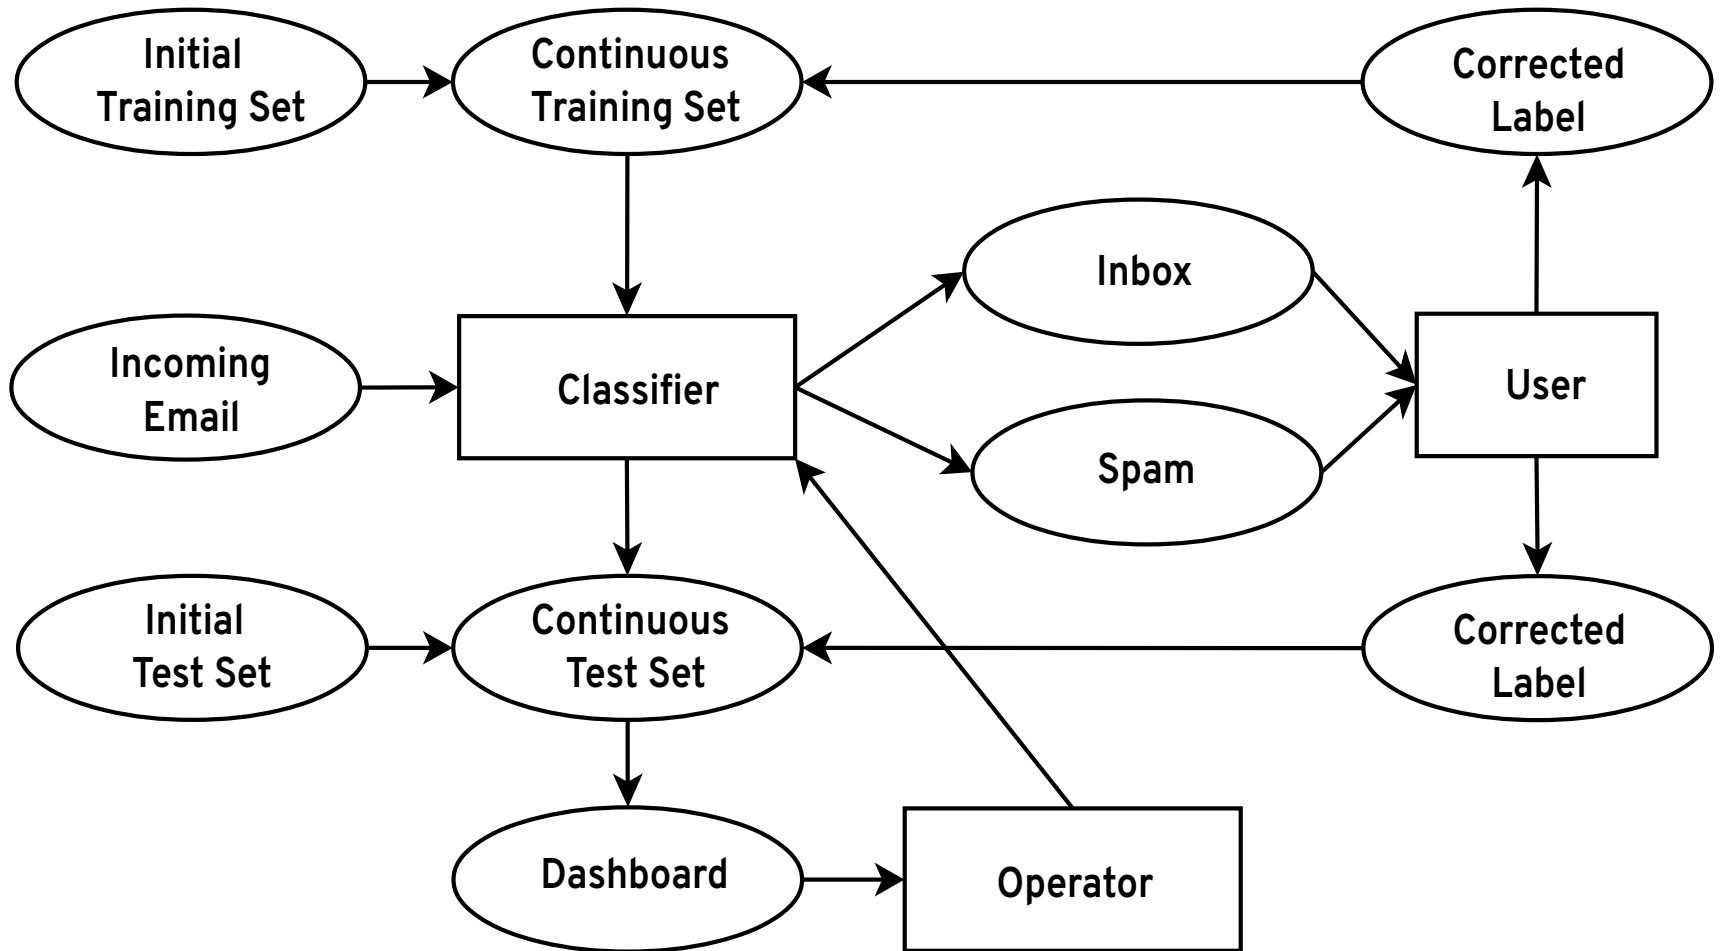 Initial
Training Set
Continuous
Training Set
Corrected
Label
Inbox
Incoming
Email
Classifier
User
Spam
Initial
Test Set
Continuous
Test Set
Corrected
Label
Dashboard
Operator